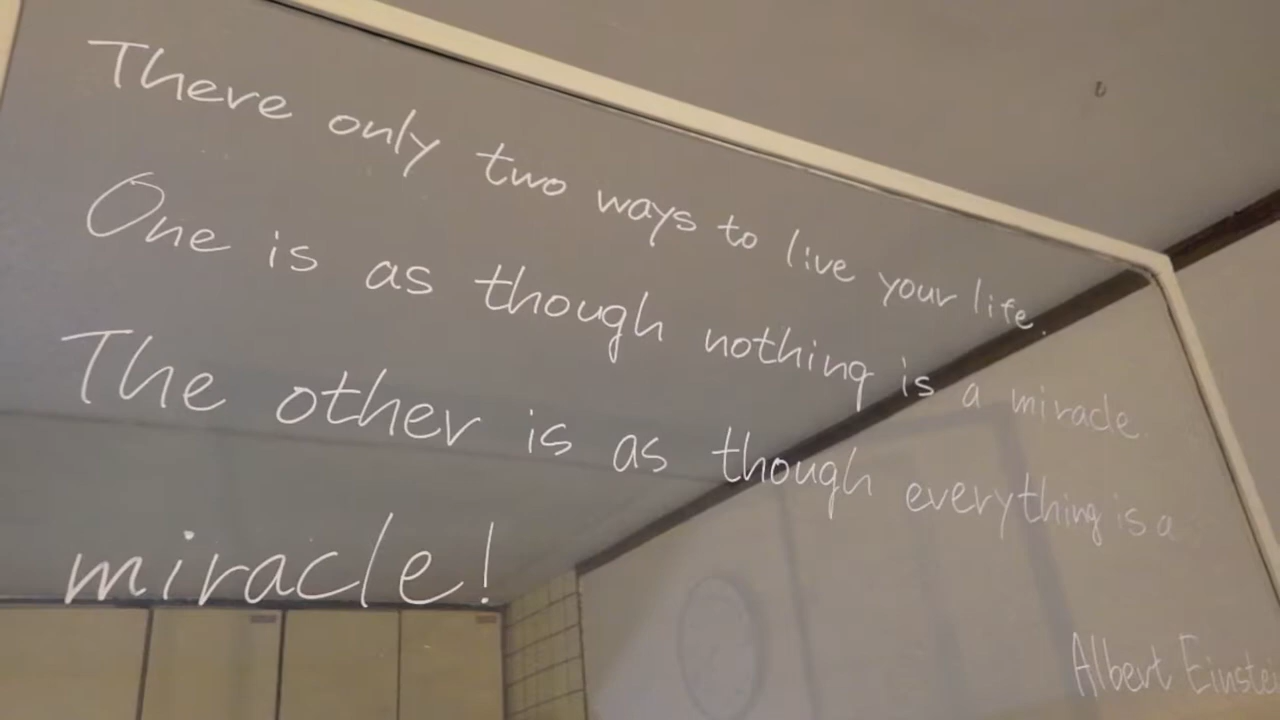 There only two ways to live your life.
One is as though nothing is a miracle.
The other is as though everything is a
miracle!
Albert Einstei